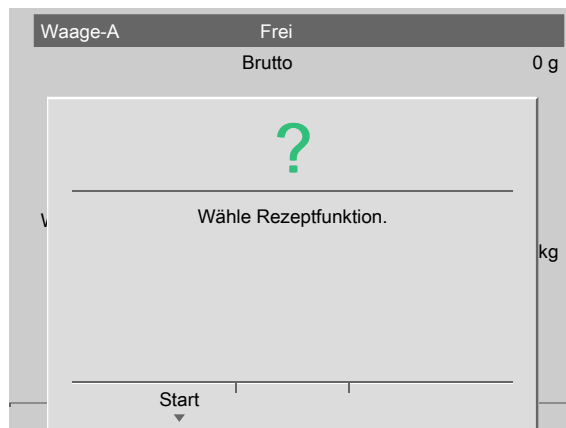 Waage-A Frei
Brutto 0 g
?
Wähle Rezeptfunktion.
kg
Start